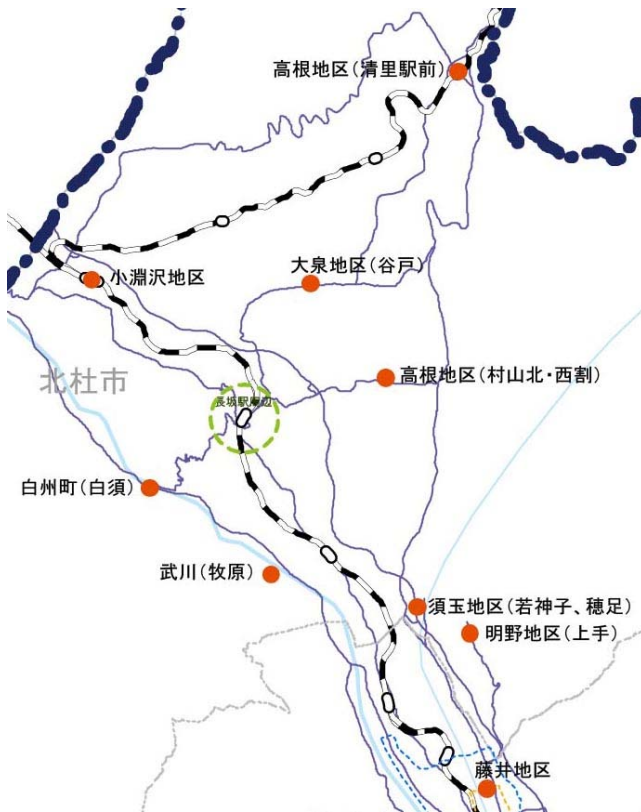 高根地区(清里駅前)
大泉地区(谷戸)
小淵沢地区
北杜市
高根地区(村山北・西割)
長坂駅周辺
白州町(白須)
武川(牧原)
須玉地区(若神子、穂足)
明野地区(上手)
藤井地区